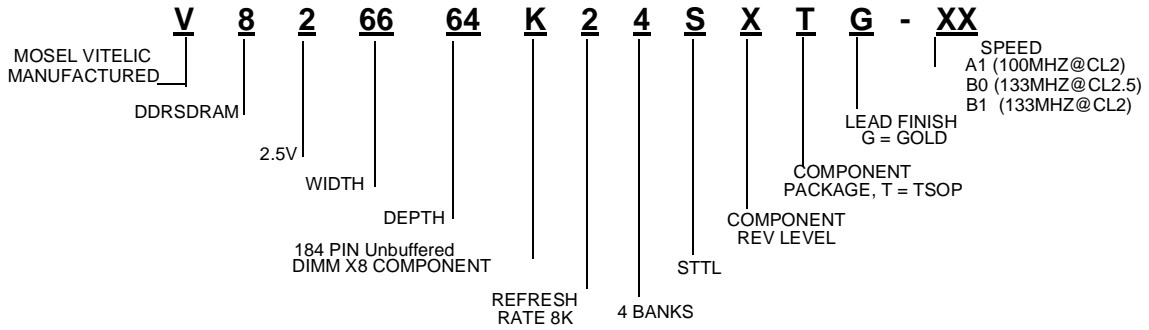 V 8 2 66 64 K 2 4 S X T G - XX
MOSEL VITELIC
MANUFACTURED
DDRSDRAM
2.5V
WIDTH
DEPTH
184 PIN Unbuffered
DIMM X8 COMPONENT
REFRESH
RATE 8K
4 BANKS
STTL
COMPONENT
REV LEVEL
COMPONENT
PACKAGE, T = TSOP
LEAD FINISH
G = GOLD
SPEED
A1 (100MHZ@CL2)
B0 (133MHZ@CL2.5)
B1 (133MHZ@CL2)